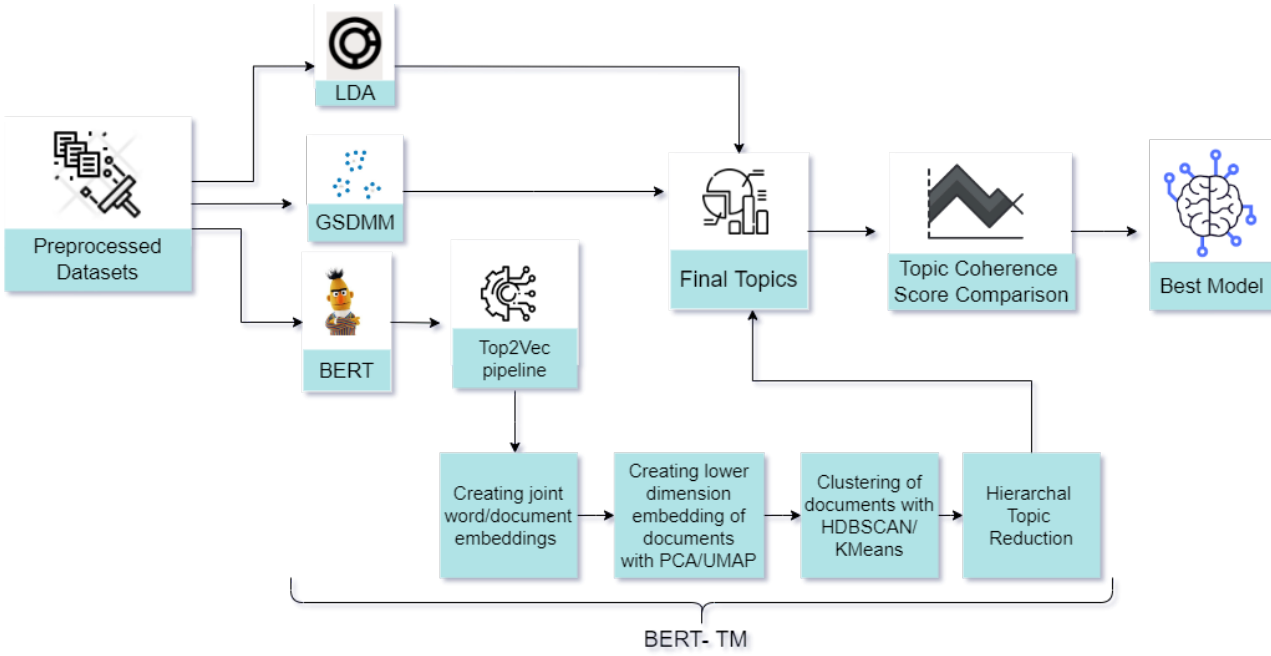 LDA
Preprocessed
Datasets
GSDMM
BERT
Top2Vec
pipeline
Final Topics
Topic Coherence
Score Comparison
Best Model
Creating joint
word/document
embeddings
Creating lower
dimension
embedding of
documents
with PCA/UMAP
Clustering of
documents with
HDBSCAN/
KMeans
Hierarchal
Topic
Reduction
BERT- TM